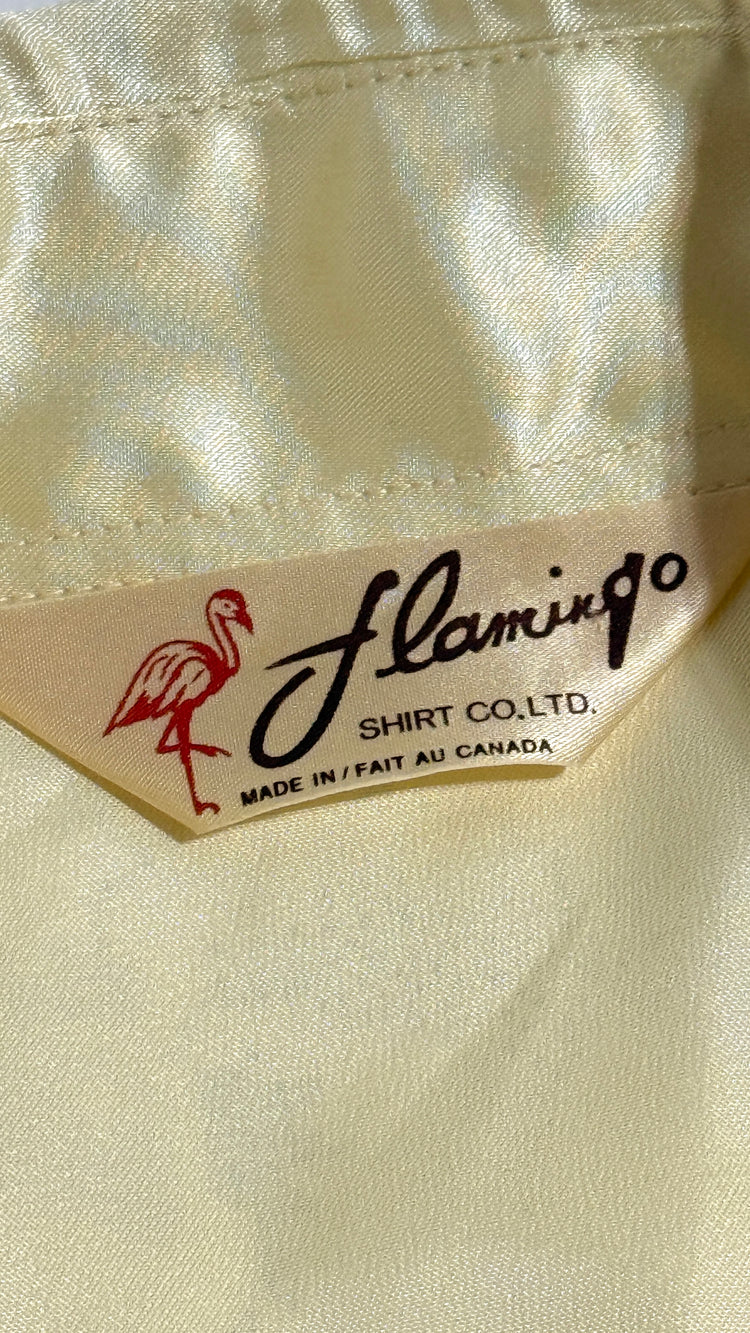 flamingo
SHIRT CO.LTD.
MADE IN / FAIT AU CANADA